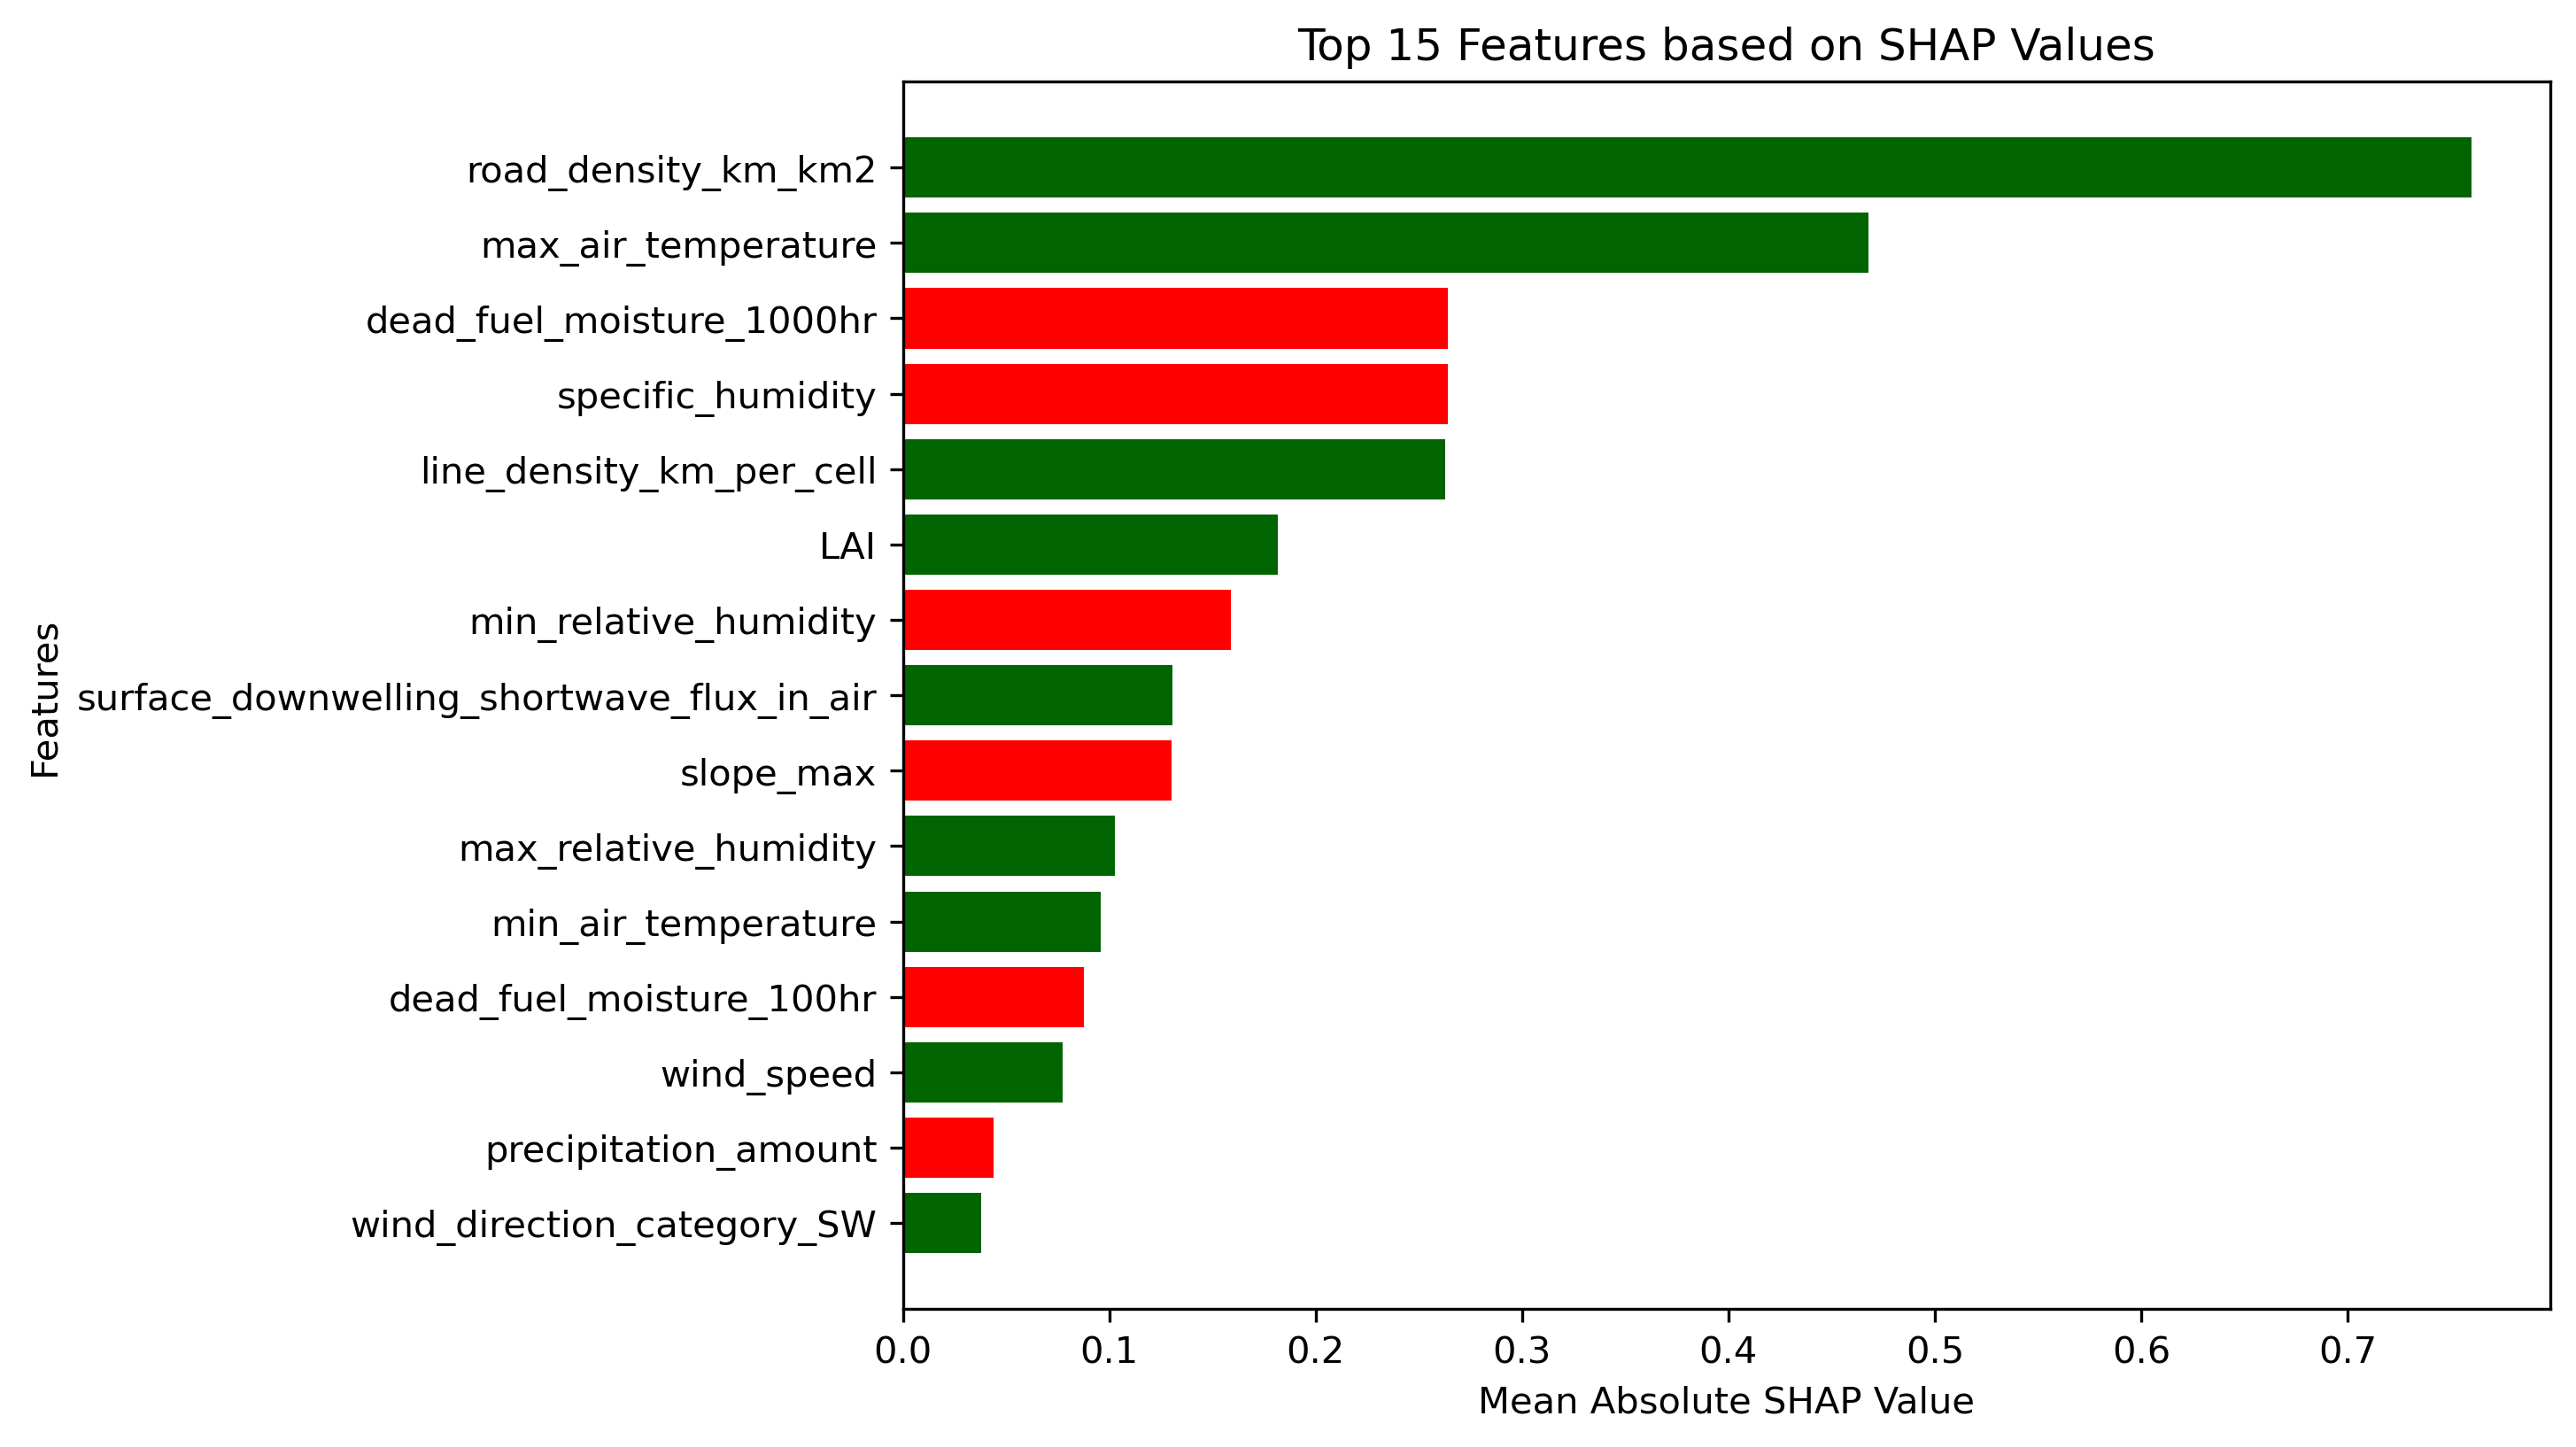 Top 15 Features based on SHAP Values
Features
road_density_km_km2
max_air_temperature
dead_fuel_moisture_1000hr
specific_humidity
line_density_km_per_cell
LAI
min_relative_humidity
surface_downwelling_shortwave_flux_in_air
slope_max
max_relative_humidity
min_air_temperature
dead_fuel_moisture_100hr
wind_speed
precipitation_amount
wind_direction_category_SW
0.0 0.1 0.2 0.3 0.4 0.5 0.6 0.7
Mean Absolute SHAP Value